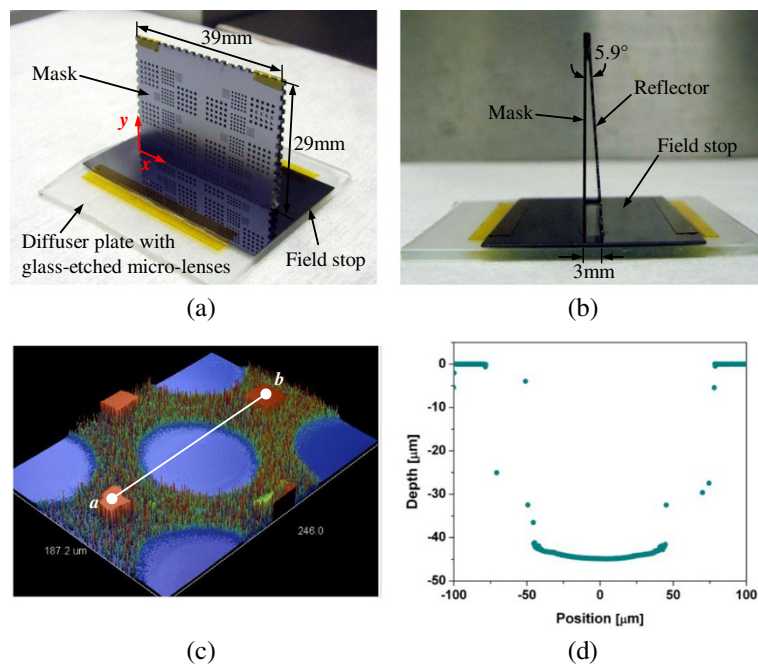 39mm
Mask
29mm
y
x
Diffuser plate with
glass-etched micro-lenses
Field stop
(a)
5.9°
Reflector
Mask
Field stop
3mm
(b)
b
a
187.2 um
246.0
(c)
0
-10
-20
-30
-40
-50
Depth [μm]
-100
-50
0
50
100
Position [μm]
(d)